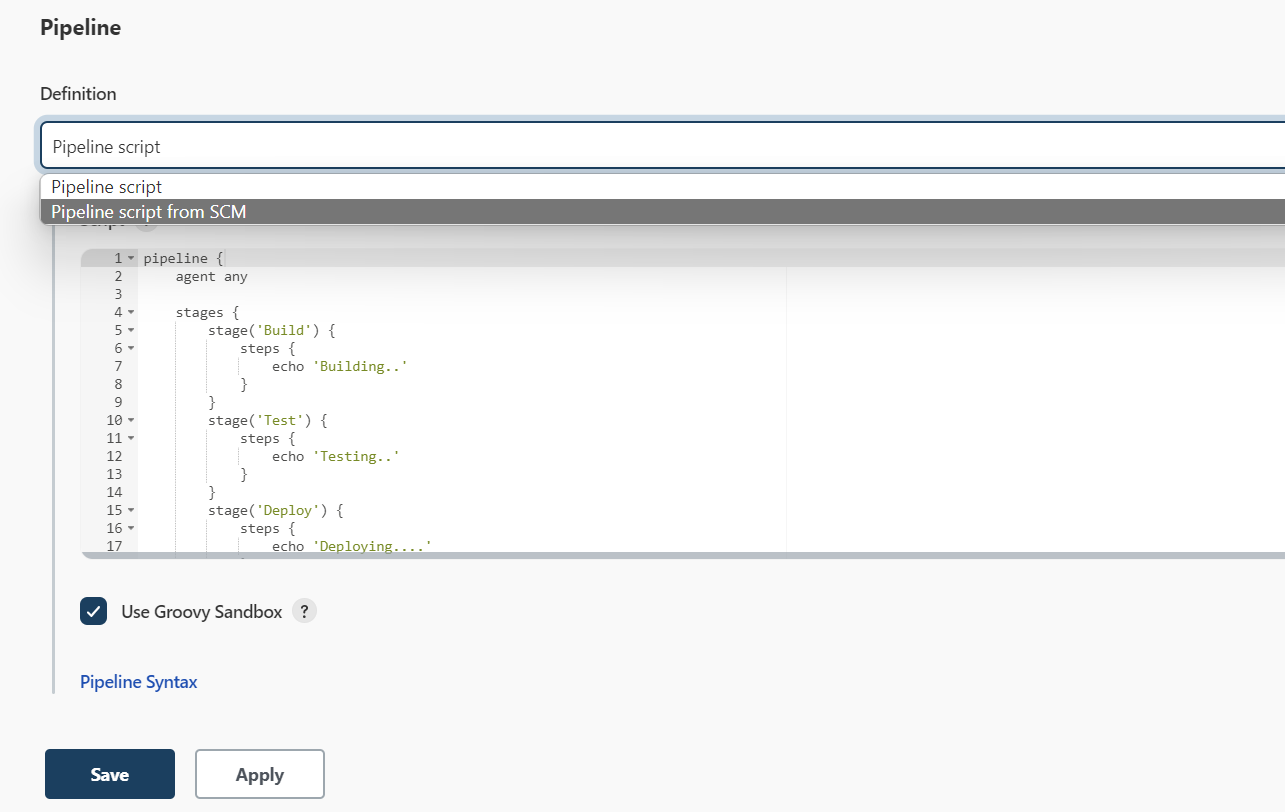 Pipeline
Definition
Pipeline script
Pipeline script
Pipeline script from SCM
1 pipeline {
2     agent any
3
4     stages {
5         stage('Build') {
6             steps {
7                 echo 'Building..'
8             }
9         }
10         stage('Test') {
11             steps {
12                 echo 'Testing..'
13             }
14         }
15         stage('Deploy') {
16             steps {
17                 echo 'Deploying....'
Use Groovy Sandbox ?
Pipeline Syntax
Save Apply